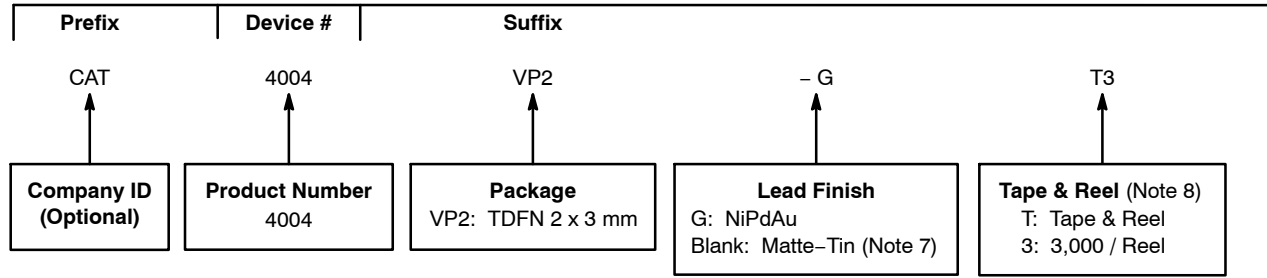 Prefix Device # Suffix
CAT 4004 VP2 – G T3
Company ID
(Optional)
Product Number
4004
Package
VP2: TDFN 2 x 3 mm
Lead Finish
G: NiPdAu
Blank: Matte−Tin (Note 7)
Tape & Reel (Note 8)
T: Tape & Reel
3: 3,000 / Reel